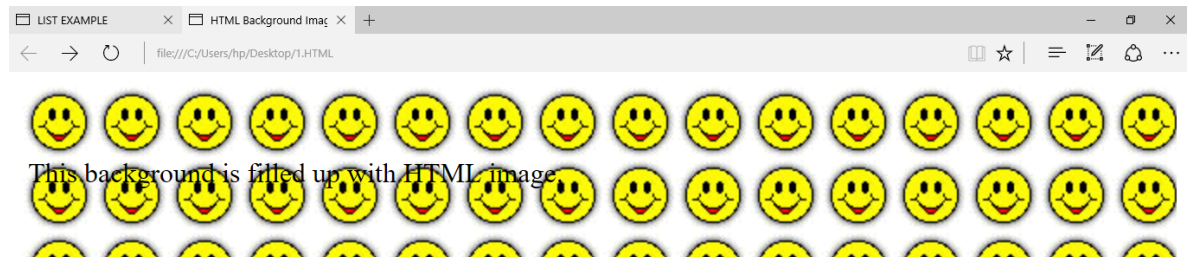 LIST EXAMPLE
HTML Background Imag
file:///C:/Users/hp/Desktop/1.HTML
This background is filled up with HTML image.